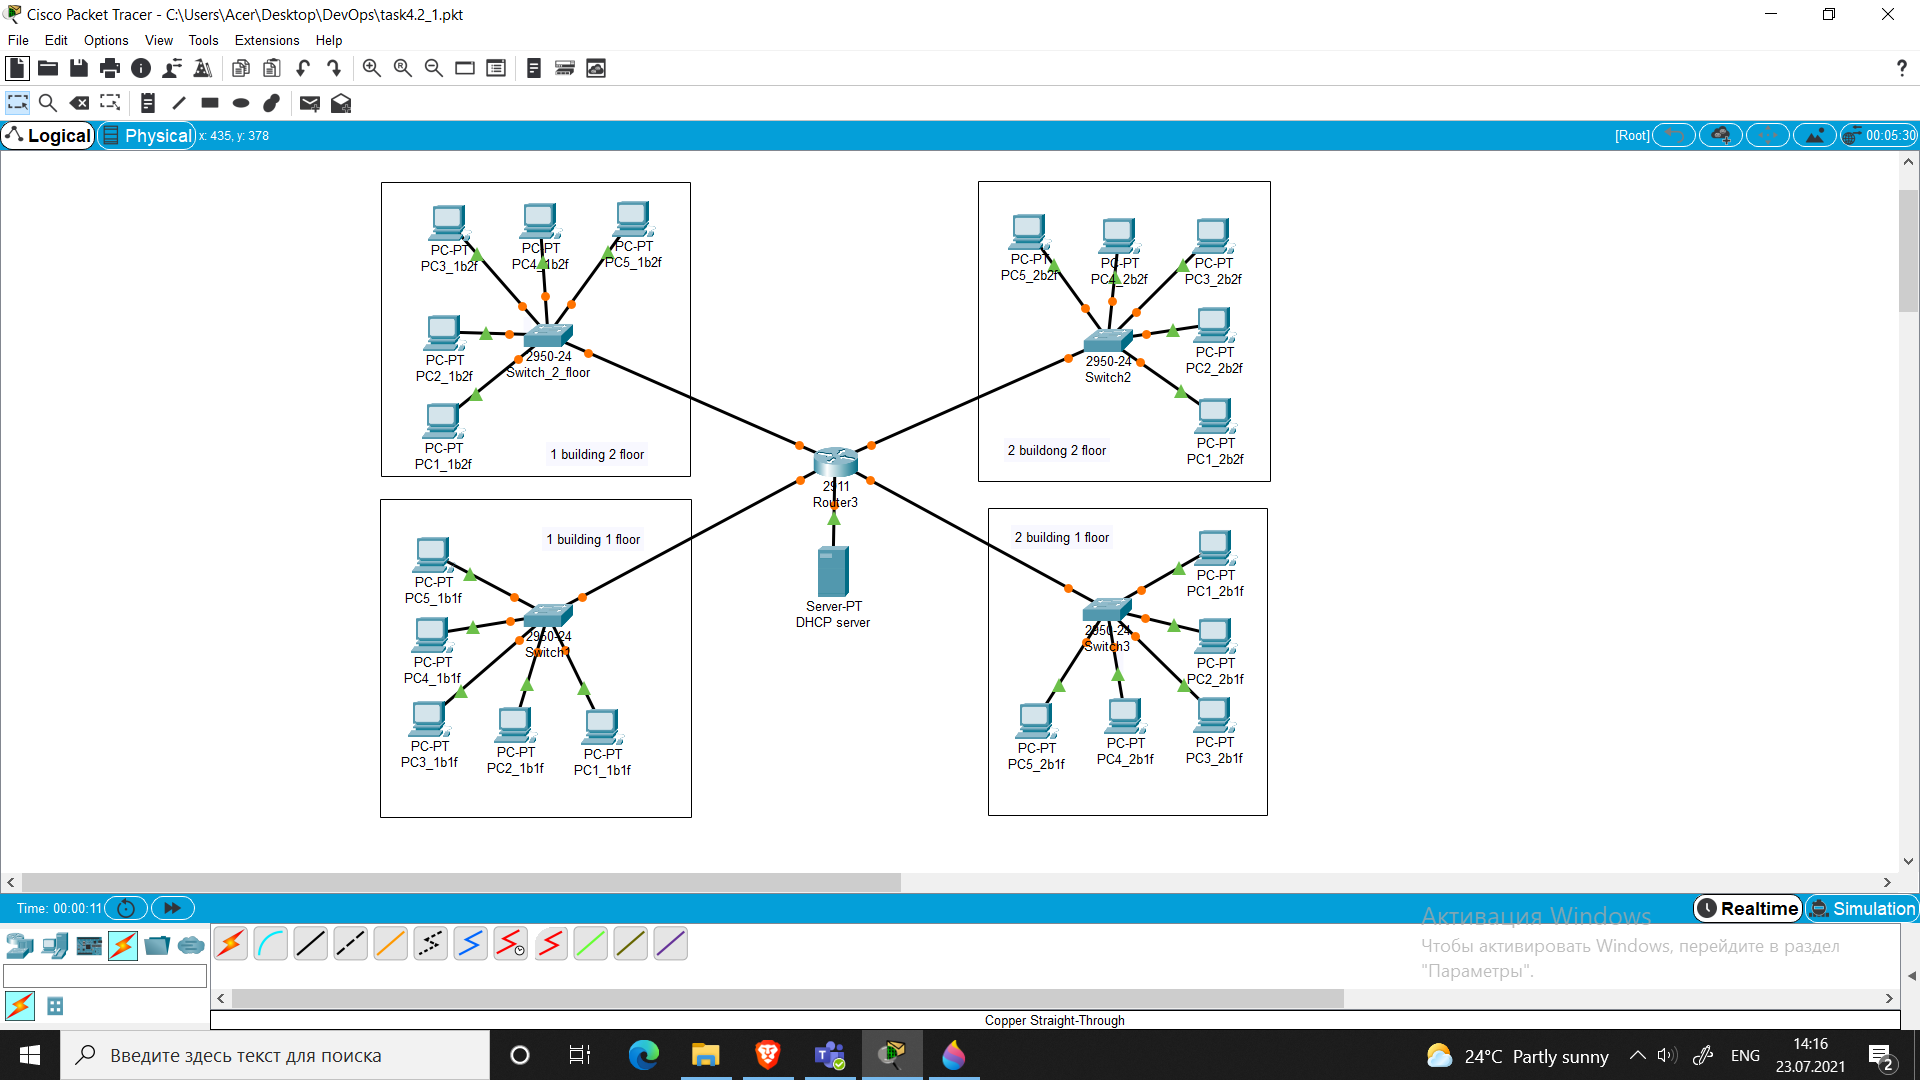 Cisco Packet Tracer - C:\Users\Acer\Desktop\DevOps\task4.2_1.pkt
File Edit Options View Tools Extensions Help
?
Logical Physical x: 435, y: 378 [Root] 00:05:30
PC-PT
PC3_1b2f
PC-PT
PC4_1b2f
PC-PT
PC5_1b2f
PC-PT
PC2_1b2f
2950-24
Switch_2_floor
PC-PT
PC1_1b2f
1 building 2 floor
PC-PT
PC5_2b2f
PC-PT
PC4_2b2f
PC-PT
PC3_2b2f
PC-PT
PC2_2b2f
2950-24
Switch2
PC-PT
PC1_2b2f
2 buildong 2 floor
2911
Router3
Server-PT
DHCP server
1 building 1 floor
PC-PT
PC5_1b1f
PC-PT
PC4_1b1f
2950-24
Switch1
PC-PT
PC3_1b1f
PC-PT
PC2_1b1f
PC-PT
PC1_1b1f
2 building 1 floor
PC-PT
PC1_2b1f
2950-24
Switch3
PC-PT
PC2_2b1f
PC-PT
PC5_2b1f
PC-PT
PC4_2b1f
PC-PT
PC3_2b1f
Time: 00:00:11 Realtime Simulation
Активация Windows
Чтобы активировать Windows, перейдите в раздел
"Параметры".
Copper Straight-Through
Введите здесь текст для поиска
24°C Partly sunny
ENG
14:16
23.07.2021
2